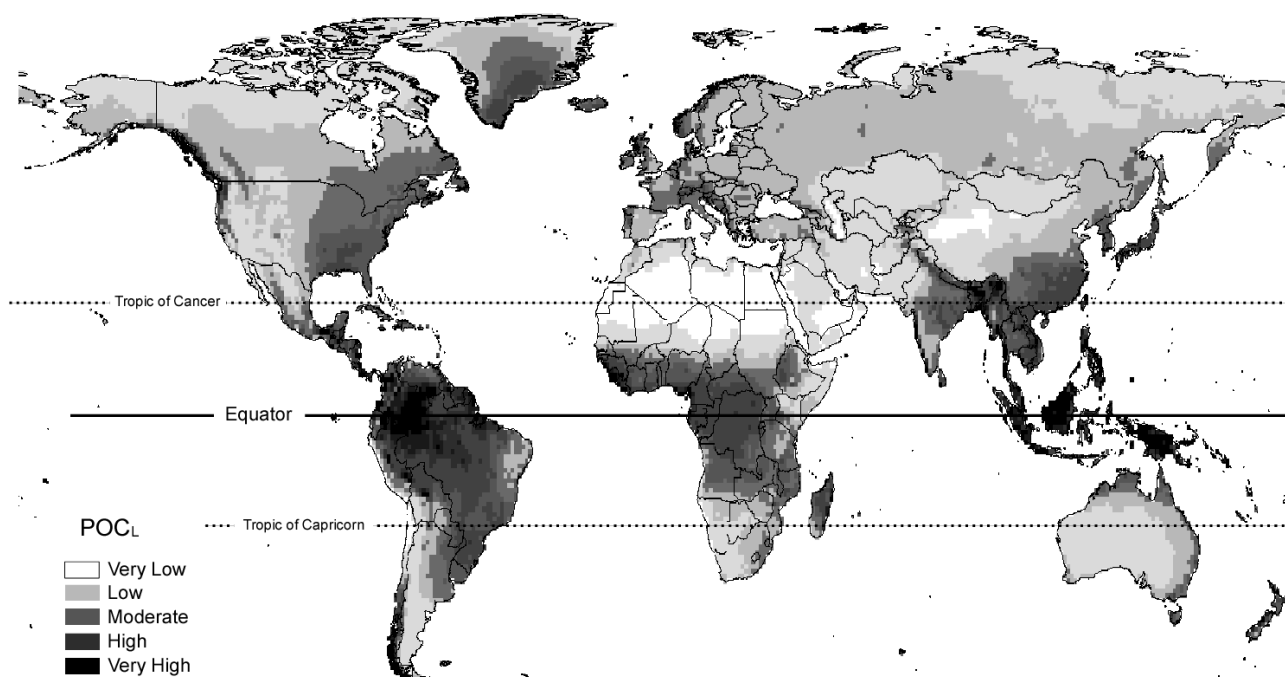 Tropic of Cancer
Equator
Tropic of Capricorn
POCL
Very Low
Low
Moderate
High
Very High